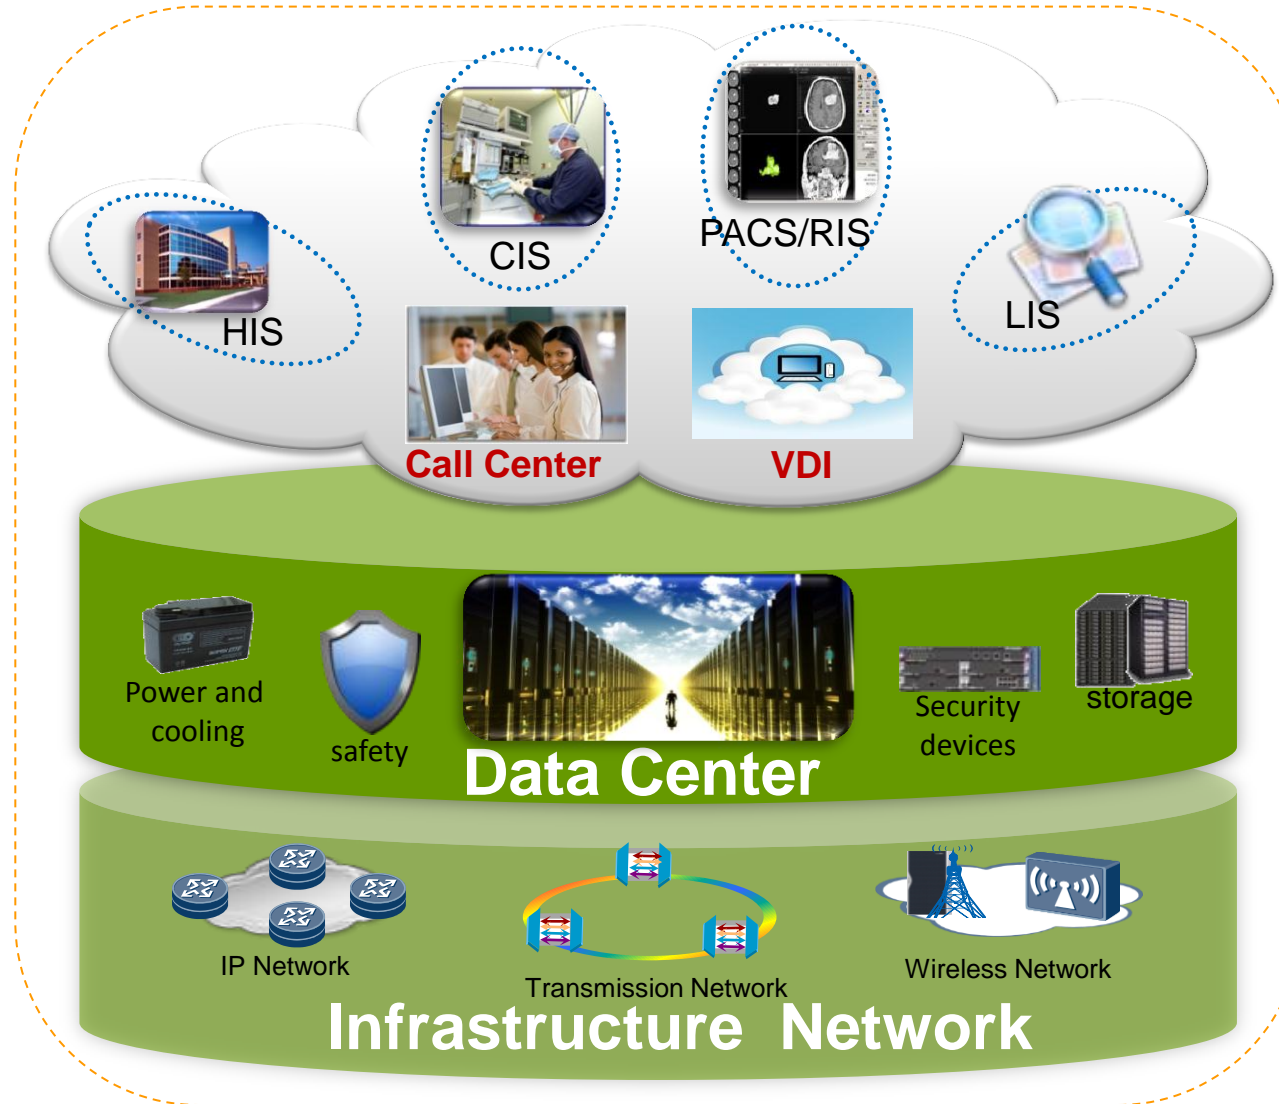 CIS
PACS/RIS
HIS
LIS
Call Center
VDI
Power and
cooling
safety
Data Center
Security
devices
storage
IP Network
Transmission Network
Wireless Network
Infrastructure Network